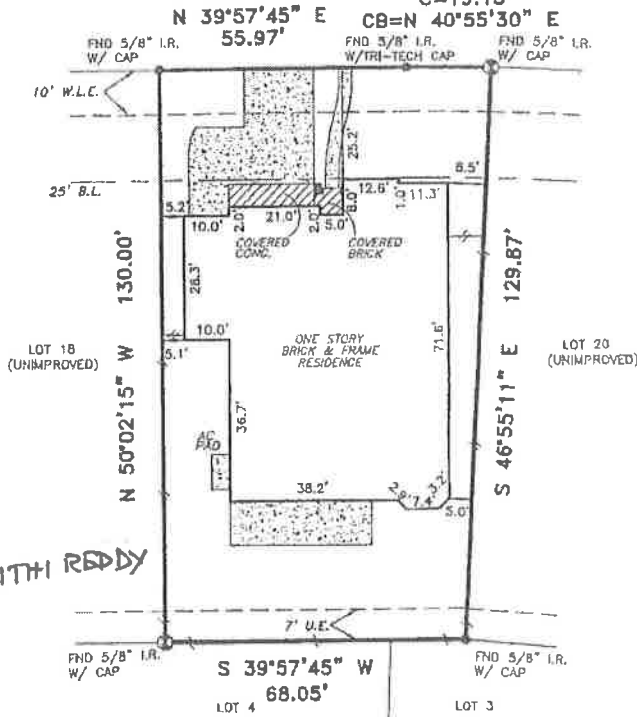 N 39°57'45" E
55.97'
CB=N 40°55'30" E
FND 5/8" I.R.
W/ CAP
FND 5/8" I.R.
W/TRI-TECH CAP
FND 5/8" I.R.
W/ CAP
10' W.L.E.
25.2'
25' B.L.
8.5'
5.2'
10.0'
2.0'
21.0'
2.0'
5.0'
8.0'
12.6'
1.0'
11.3'
COVERED
CONC.
COVERED
BRICK
N 50°02'15" W 130.00'
28.3'
S 46°55'11" E 129.87'
LOT 18
(UNIMPROVED)
10.0'
5.1'
ONE STORY
BRICK & FRAME
RESIDENCE
71.6'
LOT 20
(UNIMPROVED)
36.7'
AC
PAD
38.2'
7.4'
3.2'
5.0'
REDDY
7' U.E.
FND 5/8" I.R.
W/ CAP
S 39°57'45" W
68.05'
FND 5/8" I.R.
W/ CAP
LOT 4
LOT 3